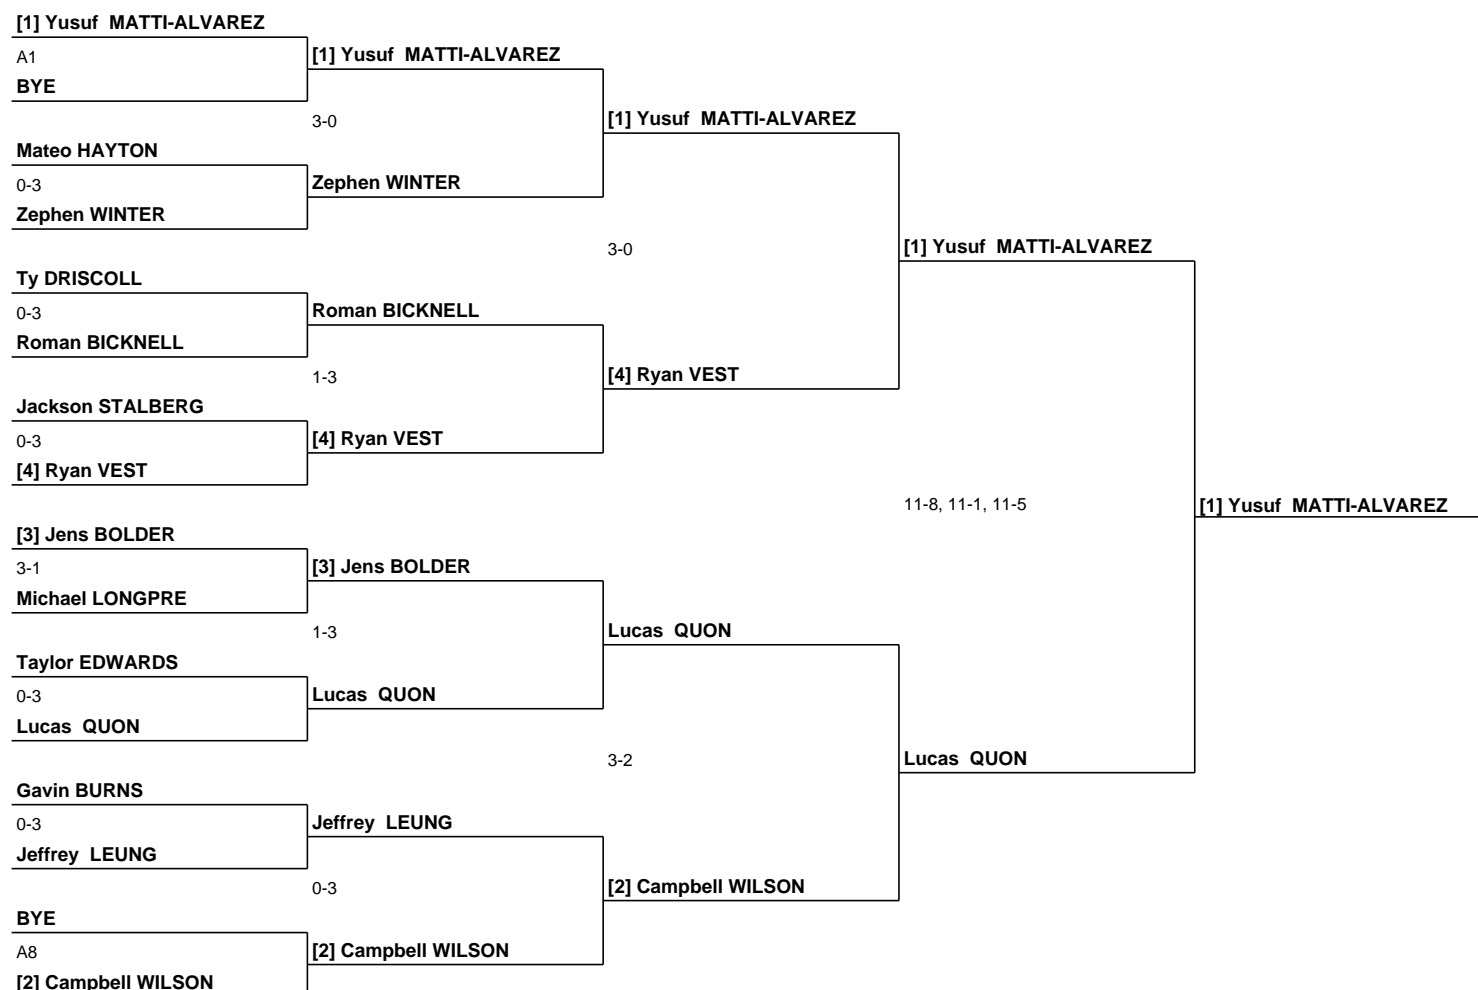 [1] Yusuf  MATTI-ALVAREZ
A1
BYE
Mateo HAYTON
0-3
Zephen WINTER
Ty DRISCOLL
0-3
Roman BICKNELL
Jackson STALBERG
0-3
[4] Ryan VEST
[3] Jens BOLDER
3-1
Michael LONGPRE
Taylor EDWARDS
0-3
Lucas  QUON
Gavin BURNS
0-3
Jeffrey  LEUNG
BYE
A8
[2] Campbell WILSON
[1] Yusuf  MATTI-ALVAREZ
3-0
Zephen WINTER
Roman BICKNELL
1-3
[4] Ryan VEST
[3] Jens BOLDER
1-3
Lucas  QUON
Jeffrey  LEUNG
0-3
[2] Campbell WILSON
[1] Yusuf  MATTI-ALVAREZ
3-0
[4] Ryan VEST
Lucas  QUON
3-2
[2] Campbell WILSON
[1] Yusuf  MATTI-ALVAREZ
11-8, 11-1, 11-5
Lucas  QUON
[1] Yusuf  MATTI-ALVAREZ